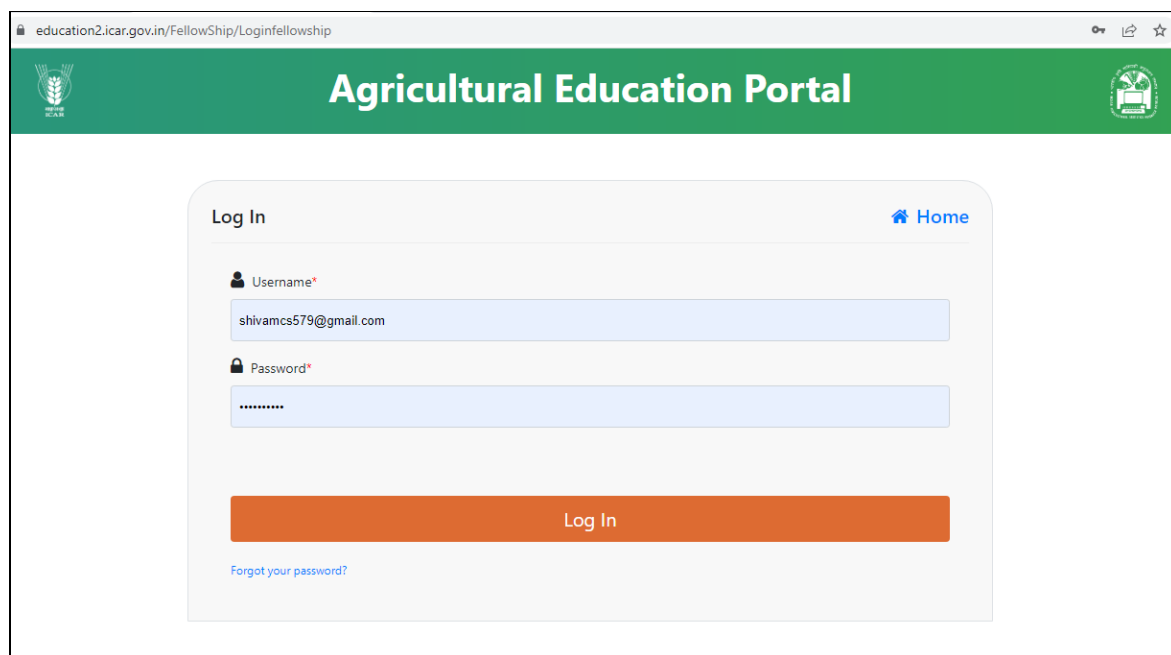 education2.icar.gov.in/FellowShip/Loginfellowship
Agricultural Education Portal
ICAR
Log In
Home
Username*
shivamcs579@gmail.com
Password*
••••••••••
Log In
Forgot your password?